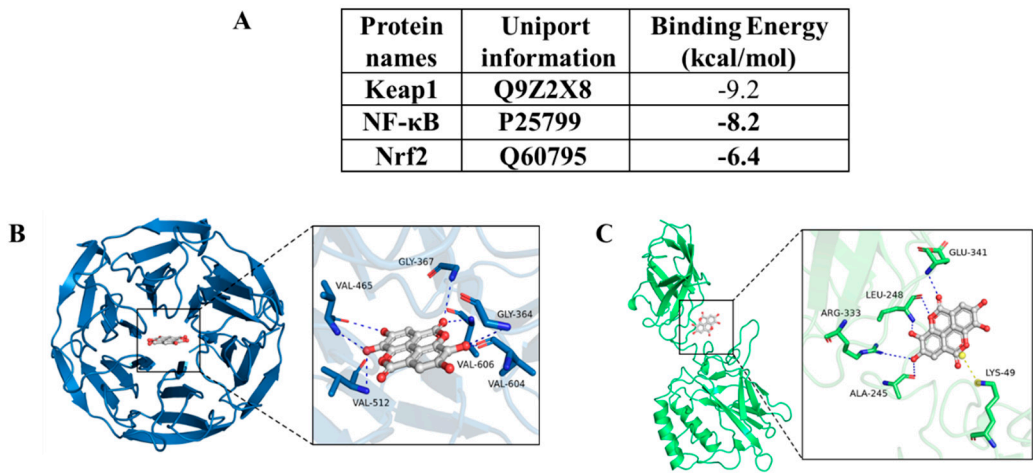 A
Protein names Uniport information Binding Energy (kcal/mol)
Keap1 Q9Z2X8 -9.2
NF-κB P25799 -8.2
Nrf2 Q60795 -6.4
B
GLY-367
VAL-465
GLY-364
VAL-606
VAL-604
VAL-512
C
GLU-341
LEU-248
ARG-333
LYS-49
ALA-245